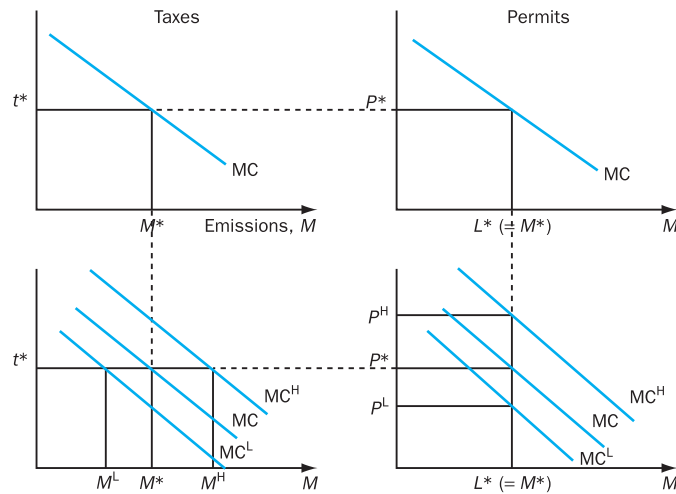 Taxes
Permits
t*
P*
MC
MC
M*
Emissions, M
L* (= M*)
M
t*
P^H
P*
P^L
MC^H
MC
MC^L
MC^H
MC
MC^L
M^L
M*
M^H
M
L* (= M*)
M